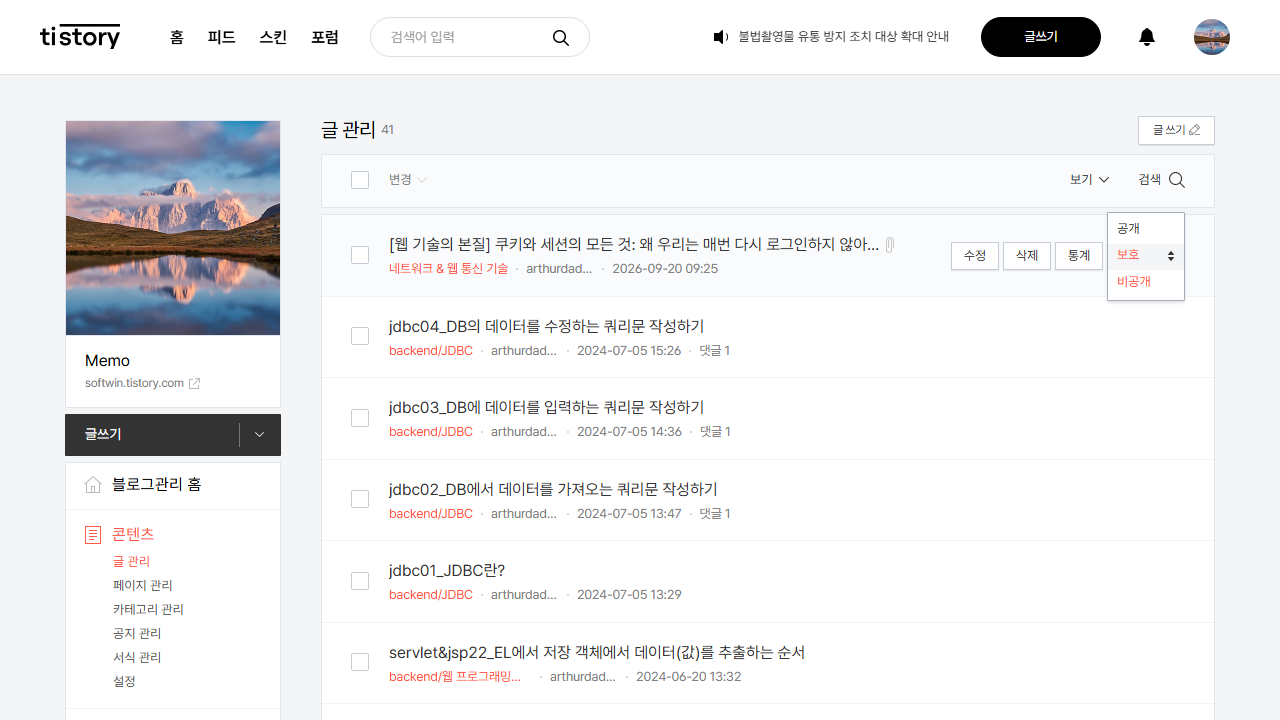 tistory 홈 피드 스킨 포럼 검색어 입력 불법촬영물 유통 방지 조치 대상 확대 안내 글쓰기
Memo
softwin.tistory.com
글쓰기
블로그관리 홈
콘텐츠
글 관리
페이지 관리
카테고리 관리
공지 관리
서식 관리
설정
글 관리 41 글 쓰기
변경 보기 검색
[웹 기술의 본질] 쿠키와 세션의 모든 것: 왜 우리는 매번 다시 로그인하지 않아...
네트워크 & 웹 통신 기술 · arthurdad... · 2026-09-20 09:25
수정 삭제 통계
공개
보호
비공개
jdbc04_DB의 데이터를 수정하는 쿼리문 작성하기
backend/JDBC · arthurdad... · 2024-07-05 15:26 · 댓글 1
jdbc03_DB에 데이터를 입력하는 쿼리문 작성하기
backend/JDBC · arthurdad... · 2024-07-05 14:36 · 댓글 1
jdbc02_DB에서 데이터를 가져오는 쿼리문 작성하기
backend/JDBC · arthurdad... · 2024-07-05 13:47 · 댓글 1
jdbc01_JDBC란?
backend/JDBC · arthurdad... · 2024-07-05 13:29
servlet&jsp22_EL에서 저장 객체에서 데이터(값)를 추출하는 순서
backend/웹 프로그래밍... · arthurdad... · 2024-06-20 13:32